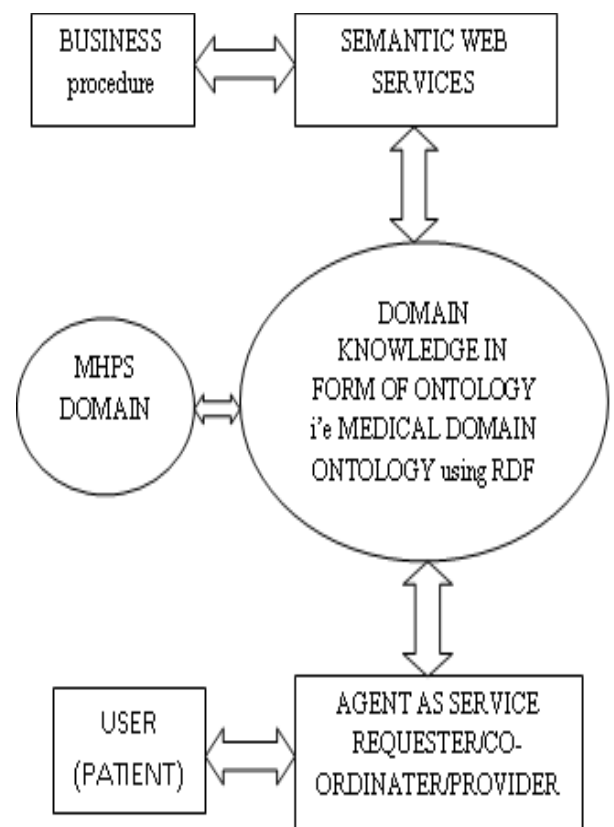 BUSINESS
procedure
SEMANTIC WEB
SERVICES
MHPS
DOMAIN
DOMAIN
KNOWLEDGE IN
FORM OF ONTOLOGY
i'e MEDICAL DOMAIN
ONTOLOGY using RDF
USER
(PATIENT)
AGENT AS SERVICE
REQUESTER/CO-
ORDINATER/PROVIDER